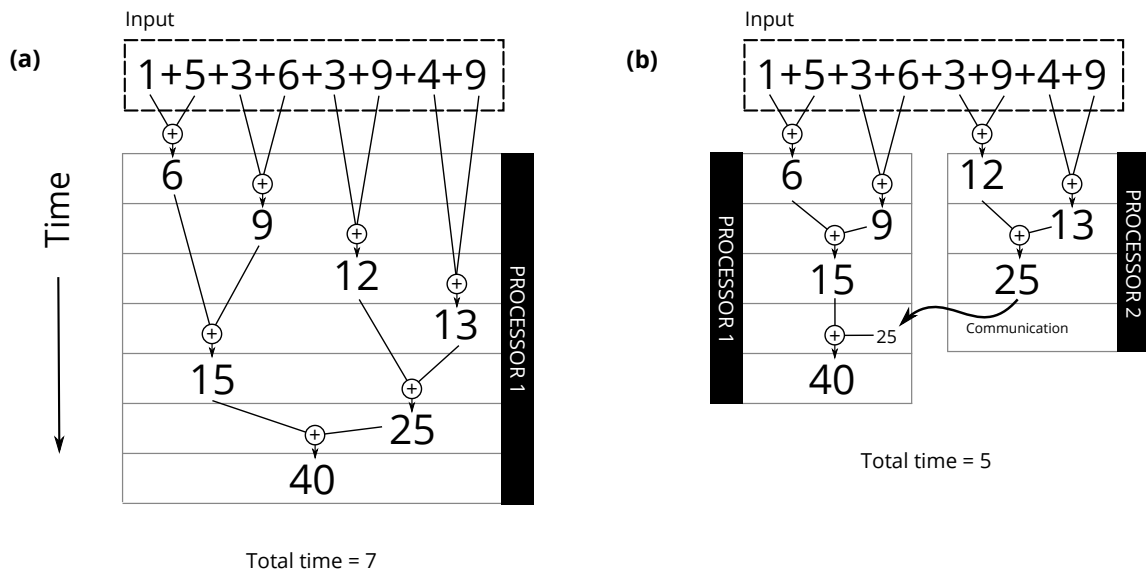 (a)
Input
1+5+3+6+3+9+4+9
+
6
+
9
+
12
+
13
+
15
+
25
+
40
Time
PROCESSOR 1
Total time = 7
(b)
Input
1+5+3+6+3+9+4+9
+
6
+
9
+
15
+
25
40
PROCESSOR 1
+
12
+
13
+
25
Communication
PROCESSOR 2
Total time = 5